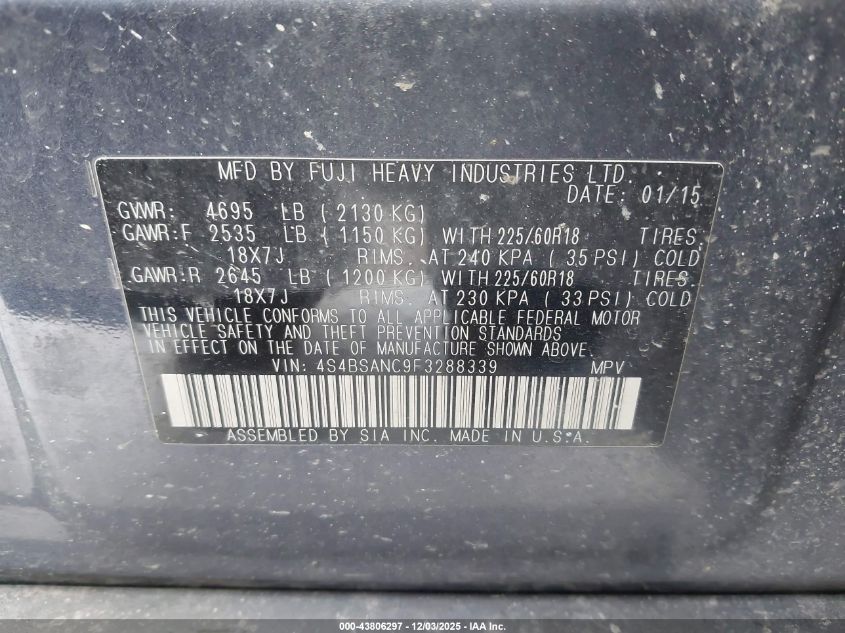 MFD BY FUJI HEAVY INDUSTRIES LTD.
DATE: 01/15
GVWR: 4695 LB ( 2130 KG)
GAWR:F 2535 LB ( 1150 KG) WITH 225/60R18 TIRES.
18X7J RIMS. AT 240 KPA ( 35 PSI) COLD
GAWR:R 2645 LB ( 1200 KG) WITH 225/60R18 TIRES.
18X7J RIMS. AT 230 KPA ( 33 PSI) COLD
THIS VEHICLE CONFORMS TO ALL APPLICABLE FEDERAL MOTOR
VEHICLE SAFETY AND THEFT PREVENTION STANDARDS
IN EFFECT ON THE DATE OF MANUFACTURE SHOWN ABOVE.
VIN: 4S4BSANC9F3288339 MPV
ASSEMBLED BY SIA INC. MADE IN U.S.A.
000-43806297 - 12/03/2025 - IAA Inc.